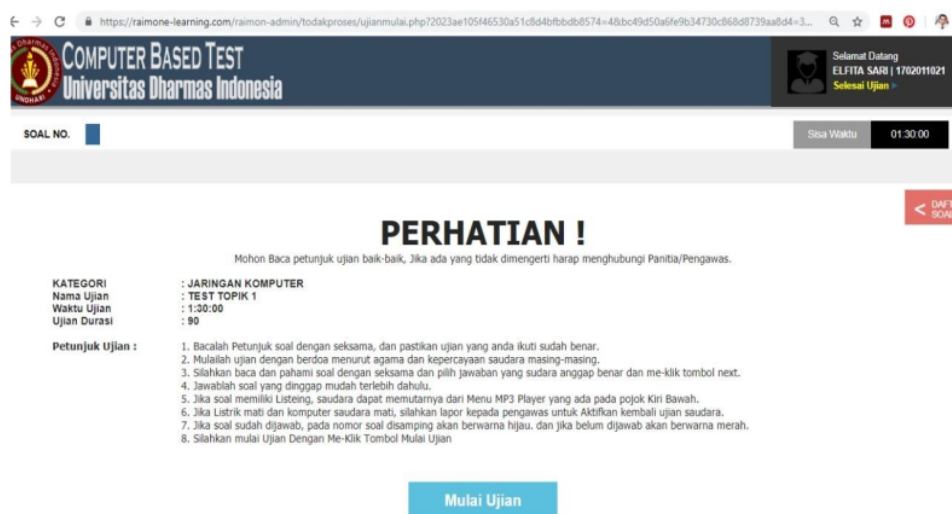 https://raimone-learning.com/raimon-admin/todakproses/ujianmulai.php?2023ae105f46530a51c8d4bfbbdb8574=4&bc49d50a6fe9b34730c868d8739aa8d4=3...
COMPUTER BASED TEST
Universitas Dharmas Indonesia
UNDHARI
Selamat Datang
ELFITA SARI | 1702011021
Selesai Ujian
SOAL NO.
Sisa Waktu 01:30:00
< DAFT
SOAL
PERHATIAN !
Mohon Baca petunjuk ujian baik-baik, Jika ada yang tidak dimengerti harap menghubungi Panitia/Pengawas.
KATEGORI : JARINGAN KOMPUTER
Nama Ujian : TEST TOPIK 1
Waktu Ujian : 1:30:00
Ujian Durasi : 90
Petunjuk Ujian : 1. Bacalah Petunjuk soal dengan seksama, dan pastikan ujian yang anda ikuti sudah benar.
2. Mulailah ujian dengan berdoa menurut agama dan kepercayaan saudara masing-masing.
3. Silahkan baca dan pahami soal dengan seksama dan pilih jawaban yang sudara anggap benar dan me-klik tombol next.
4. Jawablah soal yang dinggap mudah terlebih dahulu.
5. Jika soal memiliki Listeing, saudara dapat memutarnya dari Menu MP3 Player yang ada pada pojok Kiri Bawah.
6. Jika Listrik mati dan komputer saudara mati, silahkan lapor kepada pengawas untuk Aktifkan kembali ujian saudara.
7. Jika soal sudah dijawab, pada nomor soal disamping akan berwarna hijau. dan jika belum dijawab akan berwarna merah.
8. Silahkan mulai Ujian Dengan Me-Klik Tombol Mulai Ujian
Mulai Ujian